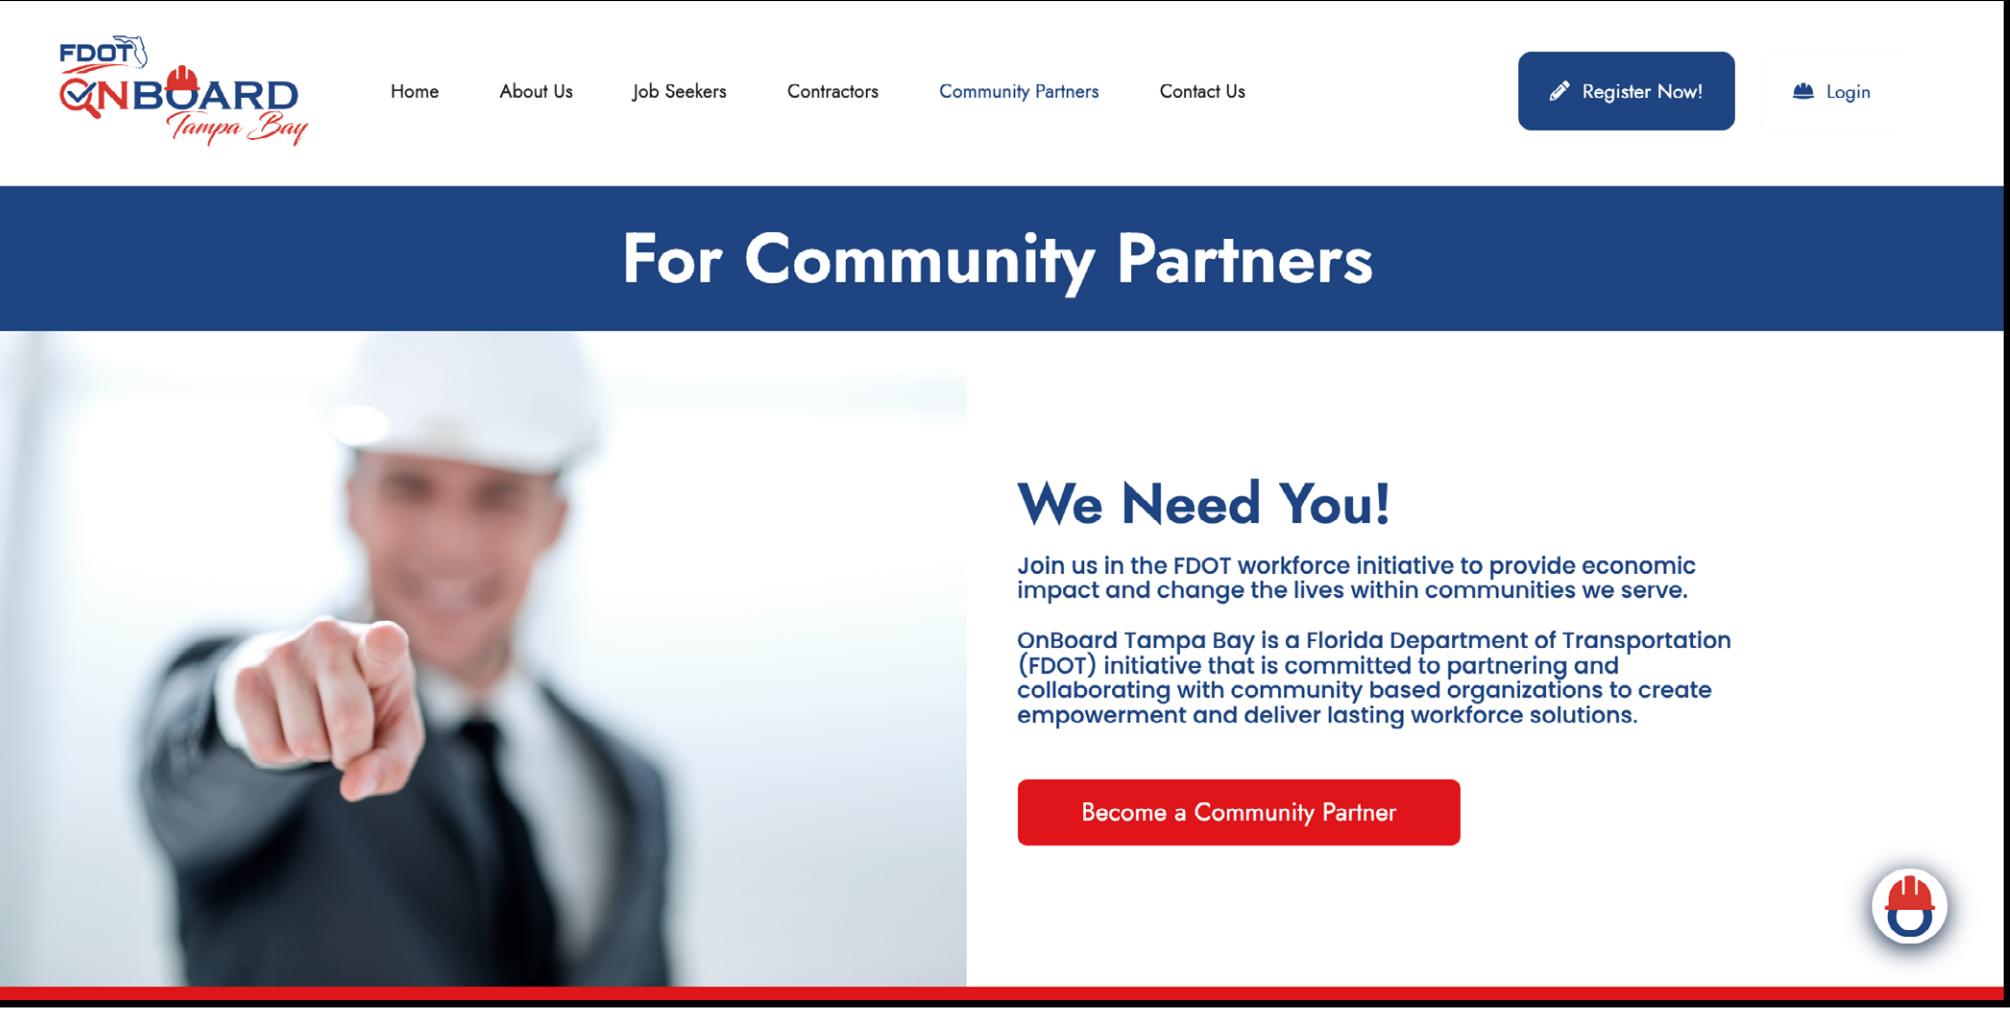 FDOT
ONBOARD
Tampa Bay
Home About Us Job Seekers Contractors Community Partners Contact Us Register Now! Login
For Community Partners
We Need You!
Join us in the FDOT workforce initiative to provide economic
impact and change the lives within communities we serve.
OnBoard Tampa Bay is a Florida Department of Transportation
(FDOT) initiative that is committed to partnering and
collaborating with community based organizations to create
empowerment and deliver lasting workforce solutions.
Become a Community Partner